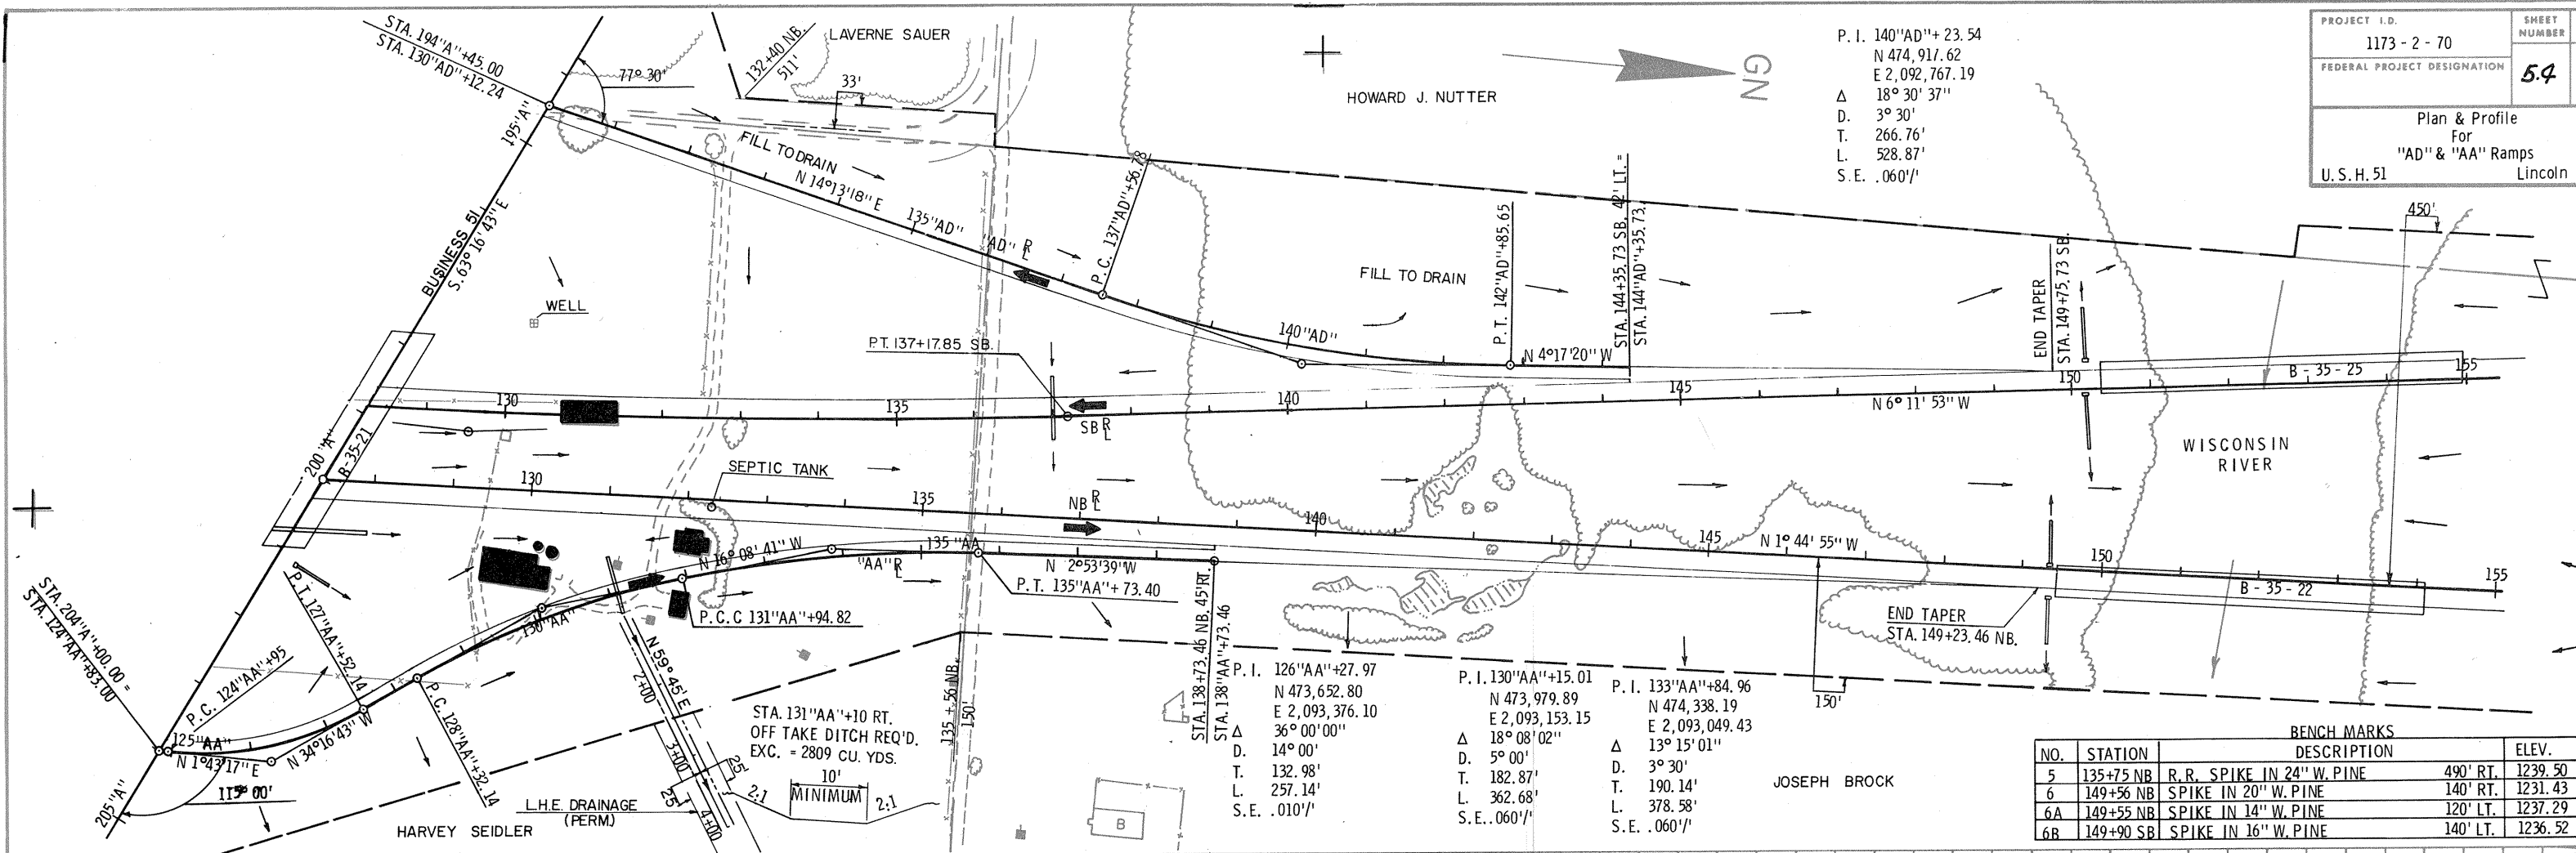 PROJECT I.D.
1173 - 2 - 70
SHEET NUMBER
5.4
FEDERAL PROJECT DESIGNATION
Plan & Profile
For
"AD" & "AA" Ramps
U.S.H. 51 Lincoln
STA. 194"A"+45.00
STA. 130"AD"+12.24
77° 30'
132+40 NB.
511'
LAVERNE SAUER
33'
HOWARD J. NUTTER
GN
P.I. 140"AD"+ 23.54
N 474,917.62
E 2,092,767.19
Δ 18° 30' 37"
D. 3° 30'
T. 266.76'
L. 528.87'
S.E. .060'/'
195"A"
FILL TO DRAIN
N 14°13'18" E
135"AD"
"AD" RL
P.C. 137"AD"+56.78
BUSINESS 51
S. 63° 16' 43" E
WELL
FILL TO DRAIN
140"AD"
P.T. 142"AD"+85.65
STA. 144+35.73 SB. 42' LT. =
STA. 144"AD"+35.73
N 4°17'20" W
END TAPER
STA. 149+75.73 SB.
450'
P.T. 137+17.85 SB.
130
135
140
145
150
155
B - 35 - 25
SB RL
N 6° 11' 53" W
WISCONSIN
RIVER
200 "A"
B-35-21
SEPTIC TANK
130
135
NB RL
140
145
N 1° 44' 55" W
150
155
B - 35 - 22
END TAPER
STA. 149+23.46 NB.
N 16° 08' 41" W
135 "AA
"AA" RL
N 2°53'39"W
P.T. 135"AA"+ 73.40
P.C.C 131"AA"+94.82
130"AA"
STA. 204"A"+00.00 =
STA. 124"AA"+83.00
P.T. 127"AA"+52.14
P.C. 124"AA"+95
125"AA"
N 1°43'17" E
N 34°16'43" W
P.C. 128"AA"+32.14
205"A"
115° 00'
HARVEY SEIDLER
N 59° 45' E
2+00
3+00
4+00
25'
25'
L.H.E. DRAINAGE
(PERM.)
STA. 131"AA"+10 RT.
OFF TAKE DITCH REQ'D.
EXC. = 2809 CU. YDS.
10'
MINIMUM
2:1
2:1
135 + 56 NB.
150'
STA. 138+73.46 NB. 45' RT.
STA. 138"AA"+73.46
B
P.I. 126"AA"+27.97
N 473,652.80
E 2,093,376.10
Δ 36° 00'00"
D. 14° 00'
T. 132.98'
L. 257.14'
S.E. .010'/'
P.I. 130"AA"+15.01
N 473,979.89
E 2,093,153.15
Δ 18° 08'02"
D. 5° 00'
T. 182.87'
L. 362.68'
S.E. .060'/'
P.I. 133"AA"+84.96
N 474,338.19
E 2,093,049.43
Δ 13° 15'01"
D. 3° 30'
T. 190.14'
L. 378.58'
S.E. .060'/'
150'
JOSEPH BROCK
BENCH MARKS
NO. STATION DESCRIPTION ELEV.
5 135+75 NB R.R. SPIKE IN 24" W. PINE 490' RT. 1239.50
6 149+56 NB SPIKE IN 20" W. PINE 140' RT. 1231.43
6A 149+55 NB SPIKE IN 14" W. PINE 120' LT. 1237.29
6B 149+90 SB SPIKE IN 16" W. PINE 140' LT. 1236.52